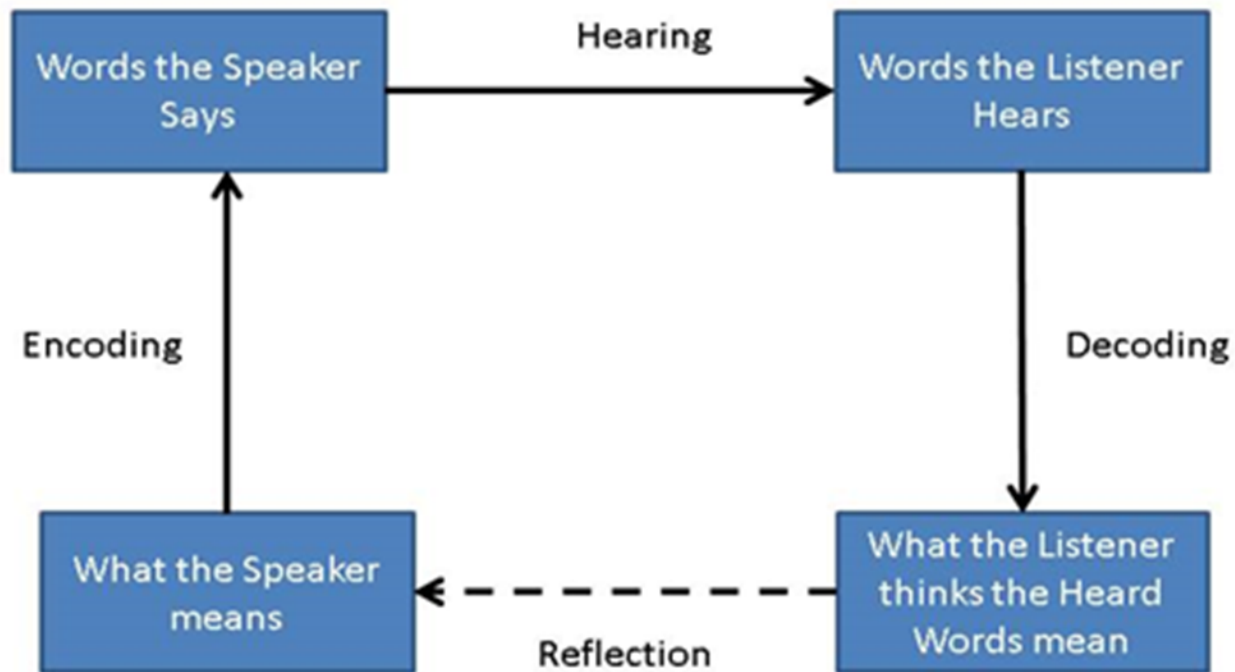 Hearing
Words the Speaker
Says
Words the Listener
Hears
Encoding
Decoding
What the Speaker
means
What the Listener
thinks the Heard
Words mean
Reflection